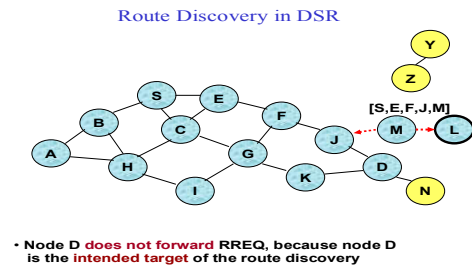 Route Discovery in DSR
Y
Z
[S,E,F,J,M]
S
E
B
F
C
M
L
J
A
H
G
D
K
I
N
• Node D does not forward RREQ, because node D
is the intended target of the route discovery